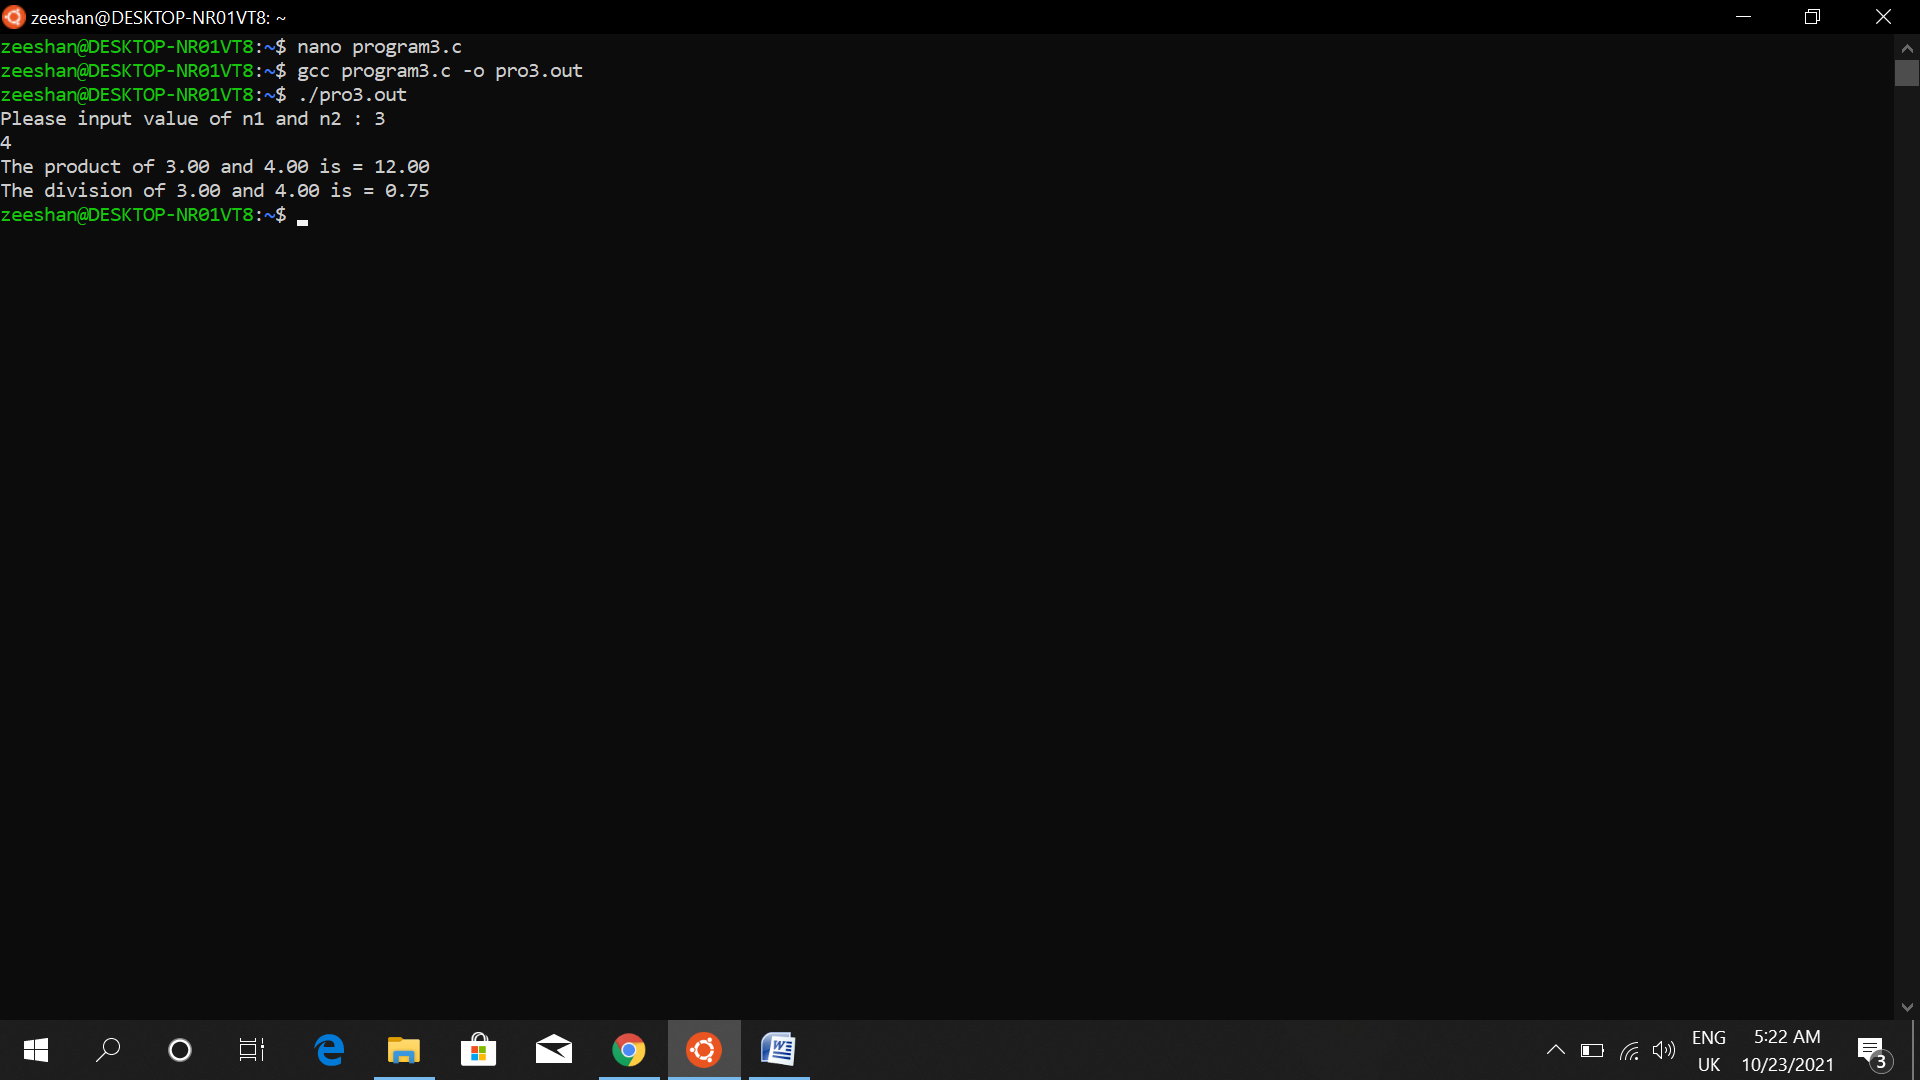 zeeshan@DESKTOP-NR01VT8: ~
zeeshan@DESKTOP-NR01VT8:~$ nano program3.c
zeeshan@DESKTOP-NR01VT8:~$ gcc program3.c -o pro3.out
zeeshan@DESKTOP-NR01VT8:~$ ./pro3.out
Please input value of n1 and n2 : 3
4
The product of 3.00 and 4.00 is = 12.00
The division of 3.00 and 4.00 is = 0.75
zeeshan@DESKTOP-NR01VT8:~$
ENG 5:22 AM
UK 10/23/2021 3